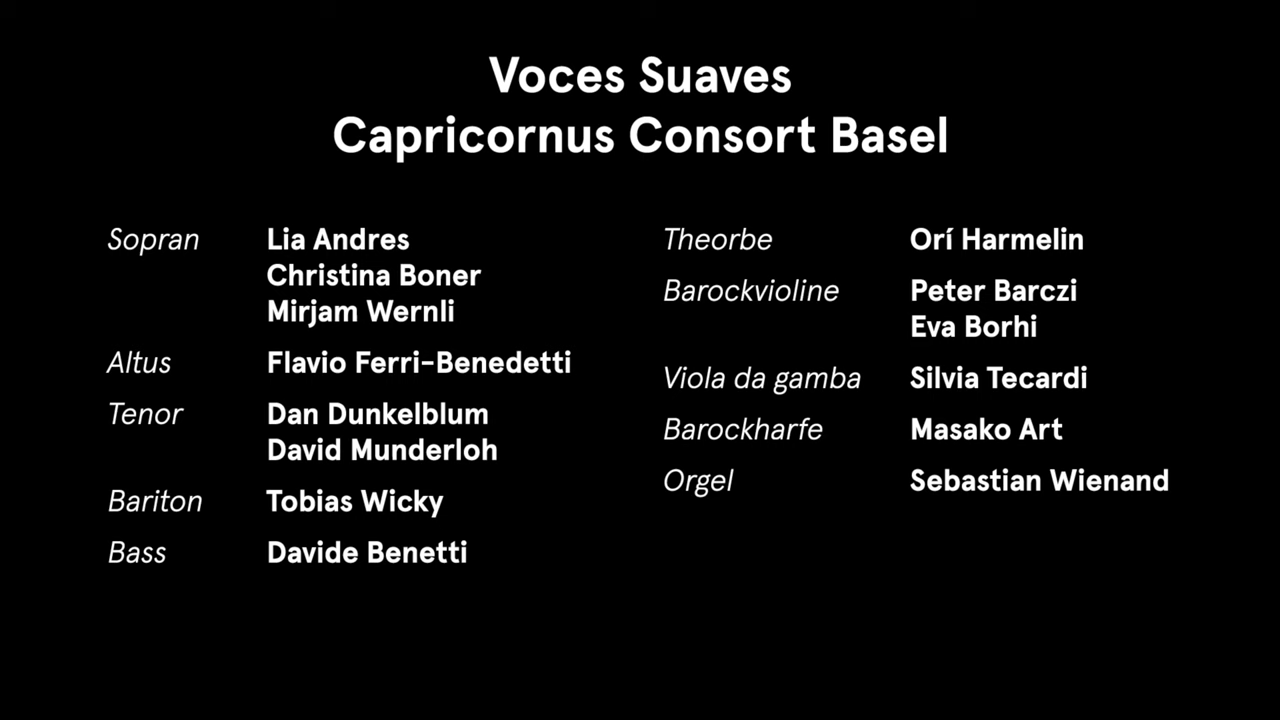 Voces Suaves
Capricornus Consort Basel
Sopran Lia Andres
Christina Boner
Mirjam Wernli
Altus Flavio Ferri-Benedetti
Tenor Dan Dunkelblum
David Munderloh
Bariton Tobias Wicky
Bass Davide Benetti
Theorbe Orí Harmelin
Barockvioline Peter Barczi
Eva Borhi
Viola da gamba Silvia Tecardi
Barockharfe Masako Art
Orgel Sebastian Wienand